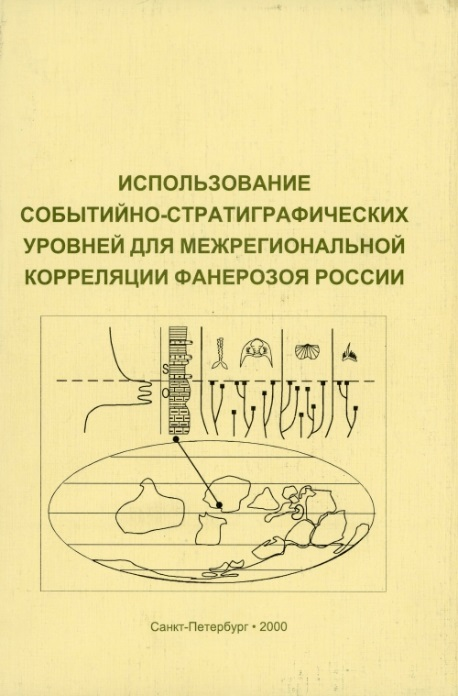 ИСПОЛЬЗОВАНИЕ
СОБЫТИЙНО-СТРАТИГРАФИЧЕСКИХ
УРОВНЕЙ ДЛЯ МЕЖРЕГИОНАЛЬНОЙ
КОРРЕЛЯЦИИ ФАНЕРОЗОЯ РОССИИ
S
O
Санкт-Петербург • 2000